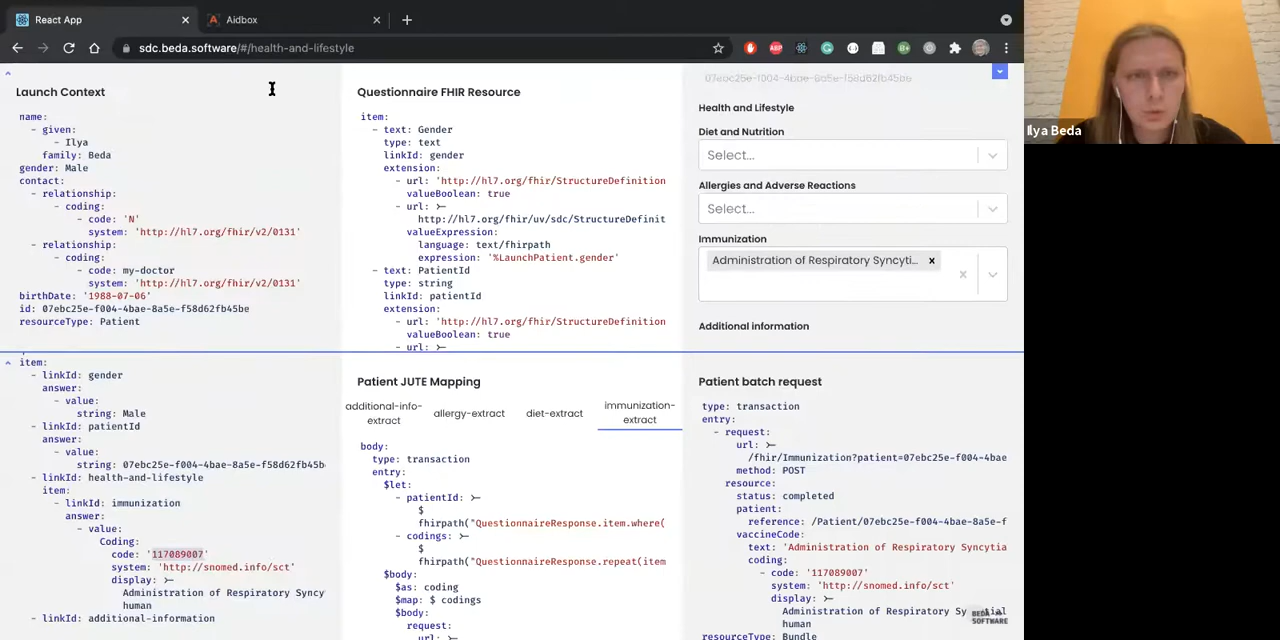 React App
Aidbox
sdc.beda.software/#/health-and-lifestyle
Launch Context
name:
- given:
- Ilya
family: Beda
gender: Male
contact:
- relationship:
- coding:
- code: 'N'
system: 'http://hl7.org/fhir/v2/0131'
- relationship:
- coding:
- code: my-doctor
system: 'http://hl7.org/fhir/v2/0131'
birthDate: '1988-07-06'
id: 07ebc25e-f004-4bae-8a5e-f58d62fb45be
resourceType: Patient
Questionnaire FHIR Resource
item:
- text: Gender
type: text
linkId: gender
extension:
- url: 'http://hl7.org/fhir/StructureDefinition
valueBoolean: true
- url: >-
http://hl7.org/fhir/uv/sdc/StructureDefinit
valueExpression:
language: text/fhirpath
expression: '%LaunchPatient.gender'
- text: PatientId
type: string
linkId: patientId
extension:
- url: 'http://hl7.org/fhir/StructureDefinition
valueBoolean: true
- url: >-
07ebc25e-f004-4bae-8a5e-f58d62fb45be
Health and Lifestyle
Diet and Nutrition
Select...
Allergies and Adverse Reactions
Select...
Immunization
Administration of Respiratory Syncyti... x
Additional information
item:
- linkId: gender
answer:
- value:
string: Male
- linkId: patientId
answer:
- value:
string: 07ebc25e-f004-4bae-8a5e-f58d62fb45b
- linkId: health-and-lifestyle
item:
- linkId: immunization
answer:
- value:
Coding:
code: '117089007'
system: 'http://snomed.info/sct'
display: >-
Administration of Respiratory Syncy
human
- linkId: additional-information
Patient JUTE Mapping
additional-info-extract
allergy-extract
diet-extract
immunization-extract
body:
type: transaction
entry:
$let:
- patientId: >-
$
fhirpath("QuestionnaireResponse.item.where(
- codings: >-
$
fhirpath("QuestionnaireResponse.repeat(item
$body:
$as: coding
$map: $ codings
$body:
request:
url: >-
Patient batch request
type: transaction
entry:
- request:
url: >-
/fhir/Immunization?patient=07ebc25e-f004-4bae
method: POST
resource:
status: completed
patient:
reference: /Patient/07ebc25e-f004-4bae-8a5e-f
vaccineCode:
text: 'Administration of Respiratory Syncytia
coding:
- code: '117089007'
system: 'http://snomed.info/sct'
display: >-
Administration of Respiratory Sy
human
resourceType: Bundle
BEDA SOFTWARE
Ilya Beda